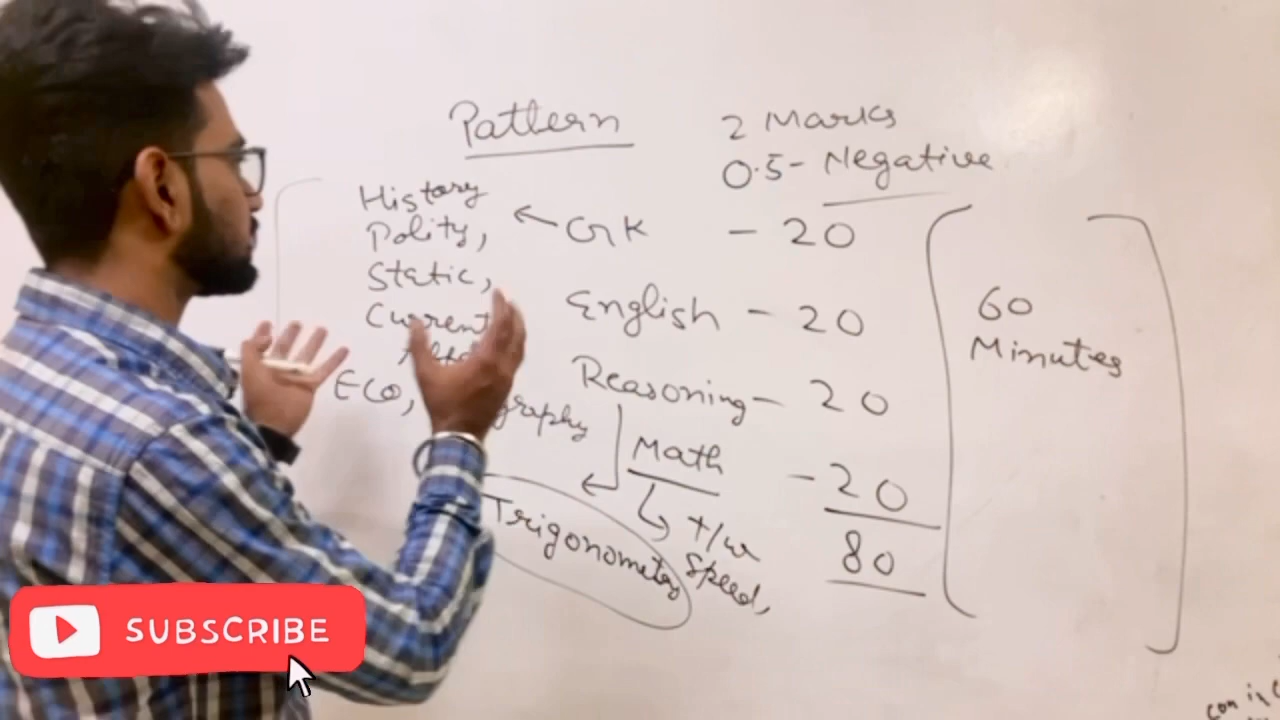 Pattern
2 Marks
0.5- Negative
History
Polity,
Static,
Current
ECO,
← GK - 20
English - 20
Reasoning - 20
Math - 20
80
T/W
Speed,
Trigonometry
60
Minutes
SUBSCRIBE